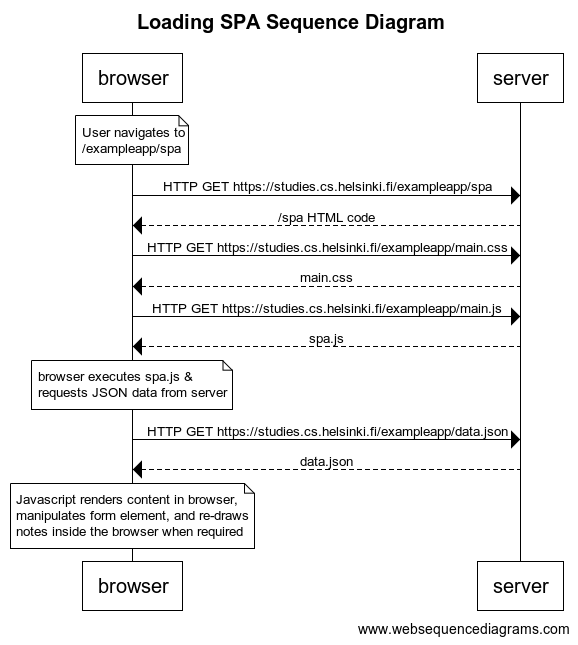 Loading SPA Sequence Diagram
browser
server
User navigates to
/exampleapp/spa
HTTP GET https://studies.cs.helsinki.fi/exampleapp/spa
/spa HTML code
HTTP GET https://studies.cs.helsinki.fi/exampleapp/main.css
main.css
HTTP GET https://studies.cs.helsinki.fi/exampleapp/main.js
spa.js
browser executes spa.js &
requests JSON data from server
HTTP GET https://studies.cs.helsinki.fi/exampleapp/data.json
data.json
Javascript renders content in browser,
manipulates form element, and re-draws
notes inside the browser when required
browser
server
www.websequencediagrams.com